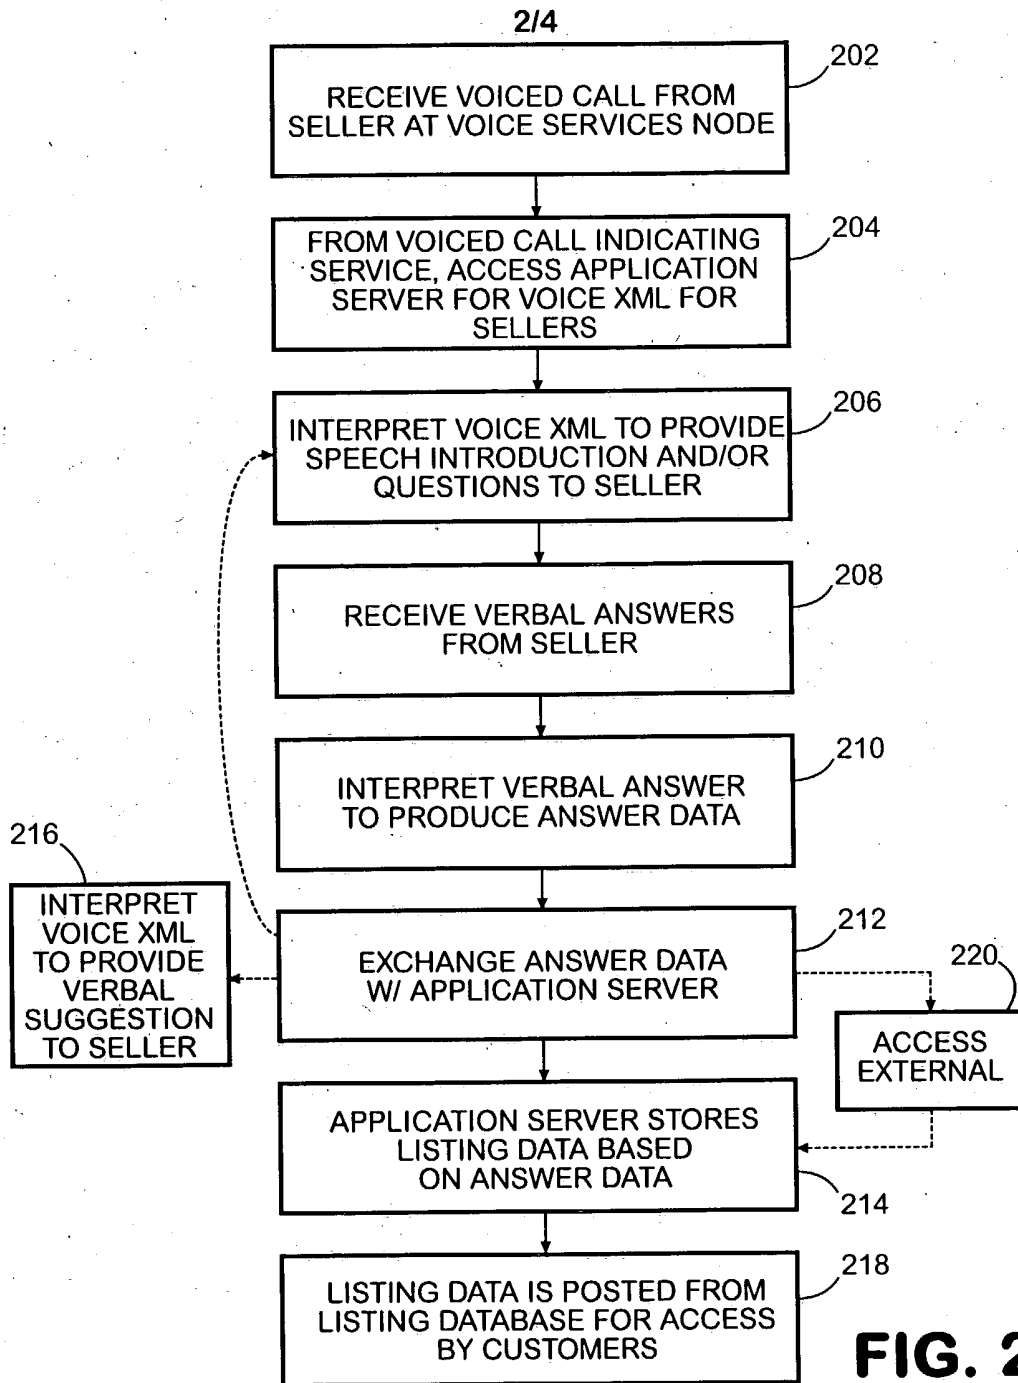 2/4
202
RECEIVE VOICED CALL FROM
SELLER AT VOICE SERVICES NODE
204
FROM VOICED CALL INDICATING
SERVICE, ACCESS APPLICATION
SERVER FOR VOICE XML FOR
SELLERS
206
INTERPRET VOICE XML TO PROVIDE
SPEECH INTRODUCTION AND/OR
QUESTIONS TO SELLER
208
RECEIVE VERBAL ANSWERS
FROM SELLER
210
INTERPRET VERBAL ANSWER
TO PRODUCE ANSWER DATA
216
INTERPRET
VOICE XML
TO PROVIDE
VERBAL
SUGGESTION
TO SELLER
212
EXCHANGE ANSWER DATA
W/ APPLICATION SERVER
220
ACCESS
EXTERNAL
APPLICATION SERVER STORES
LISTING DATA BASED
ON ANSWER DATA
214
218
LISTING DATA IS POSTED FROM
LISTING DATABASE FOR ACCESS
BY CUSTOMERS
FIG. 2